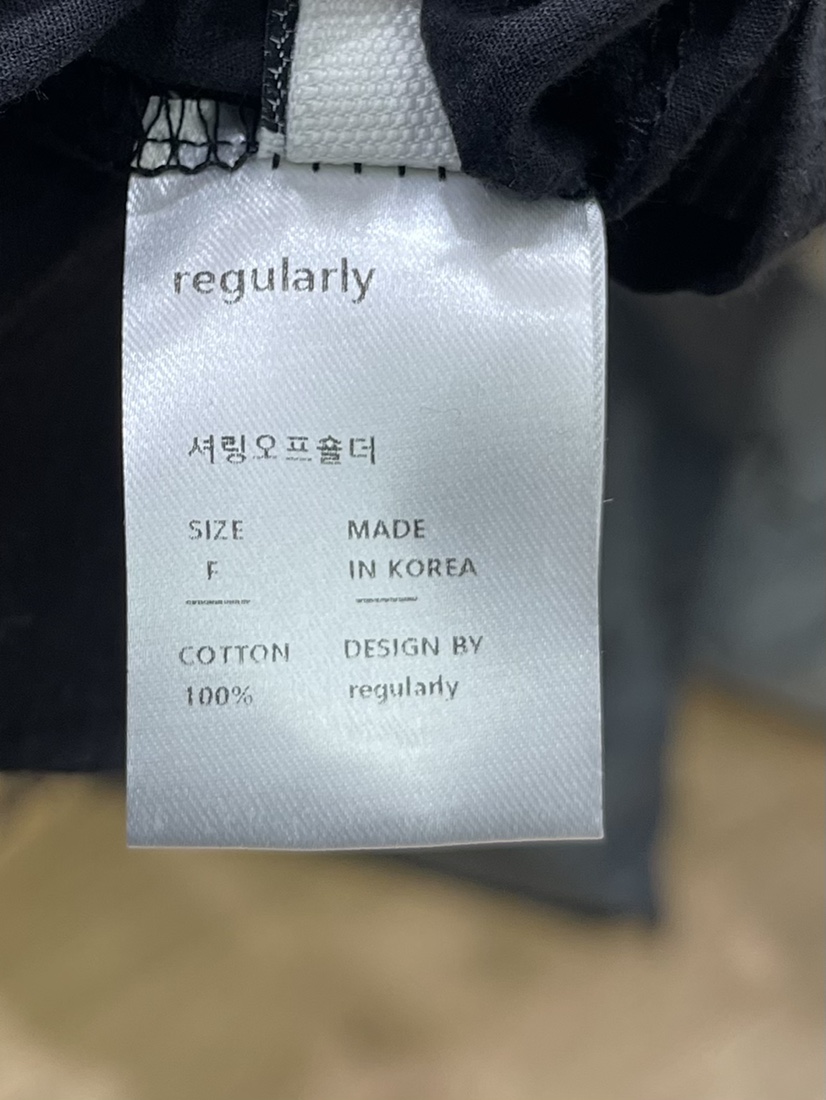 regularly
셔링오프숄더
SIZE MADE
F IN KOREA
COTTON DESIGN BY
100% regularly